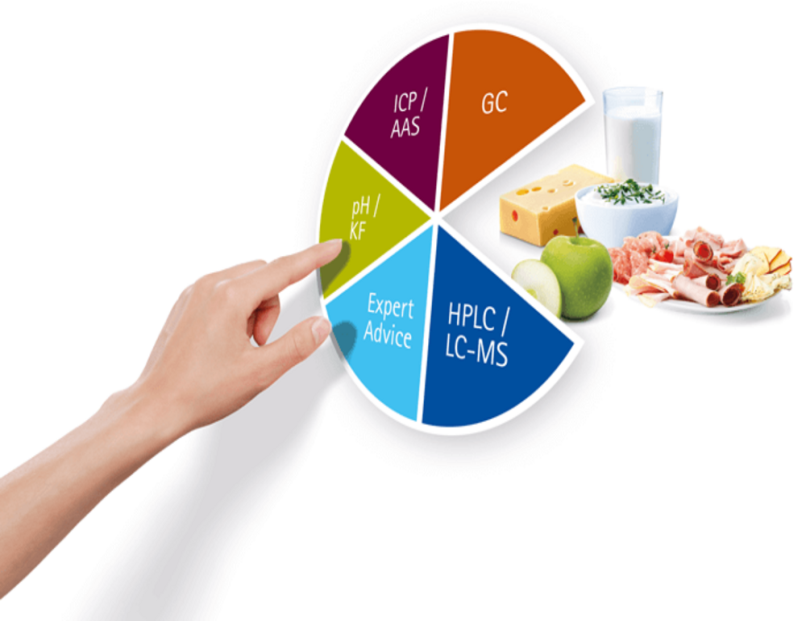 ICP /
AAS
GC
pH /
KF
Expert
Advice
HPLC /
LC-MS